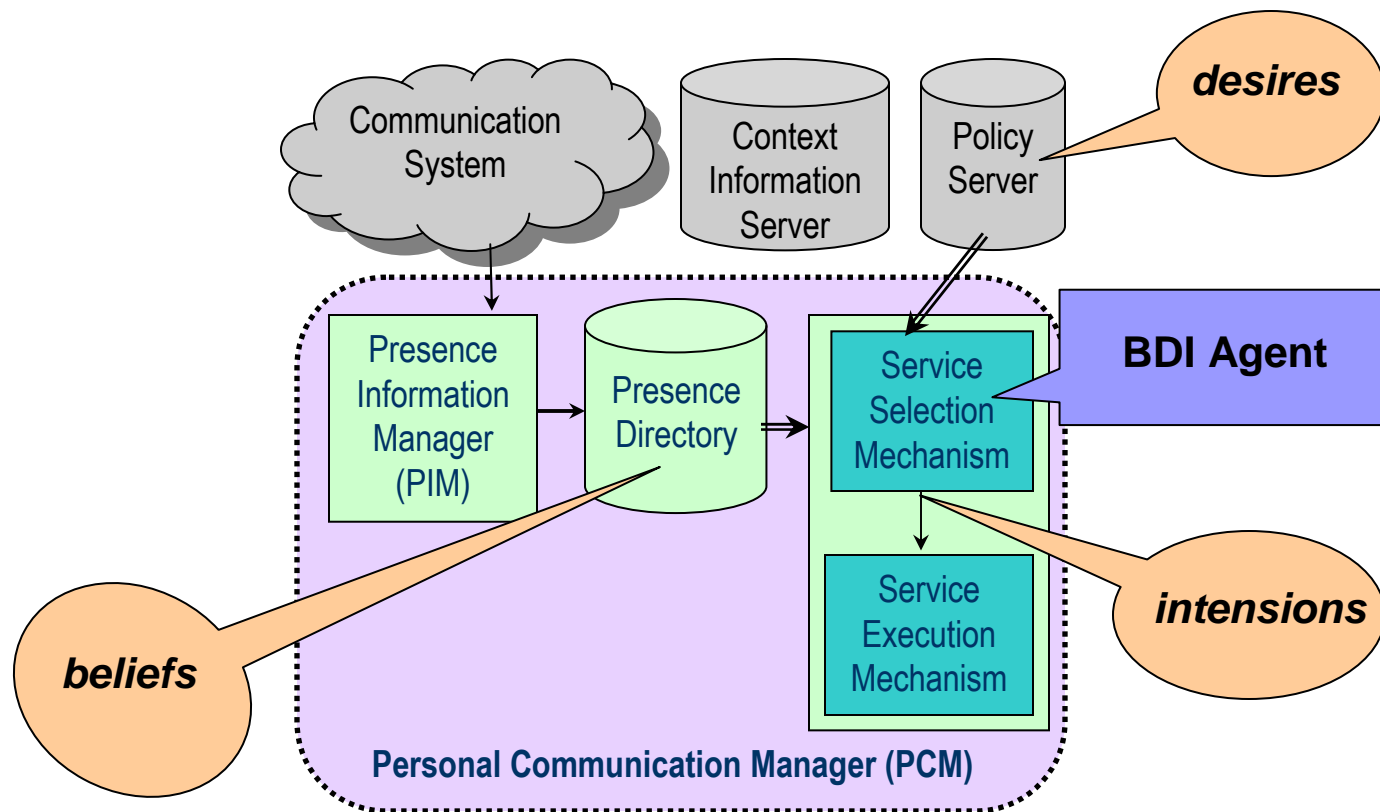 desires
Communication
System
Context
Information
Server
Policy
Server
Presence
Information
Manager
(PIM)
Presence
Directory
Service
Selection
Mechanism
BDI Agent
Service
Execution
Mechanism
intensions
beliefs
Personal Communication Manager (PCM)